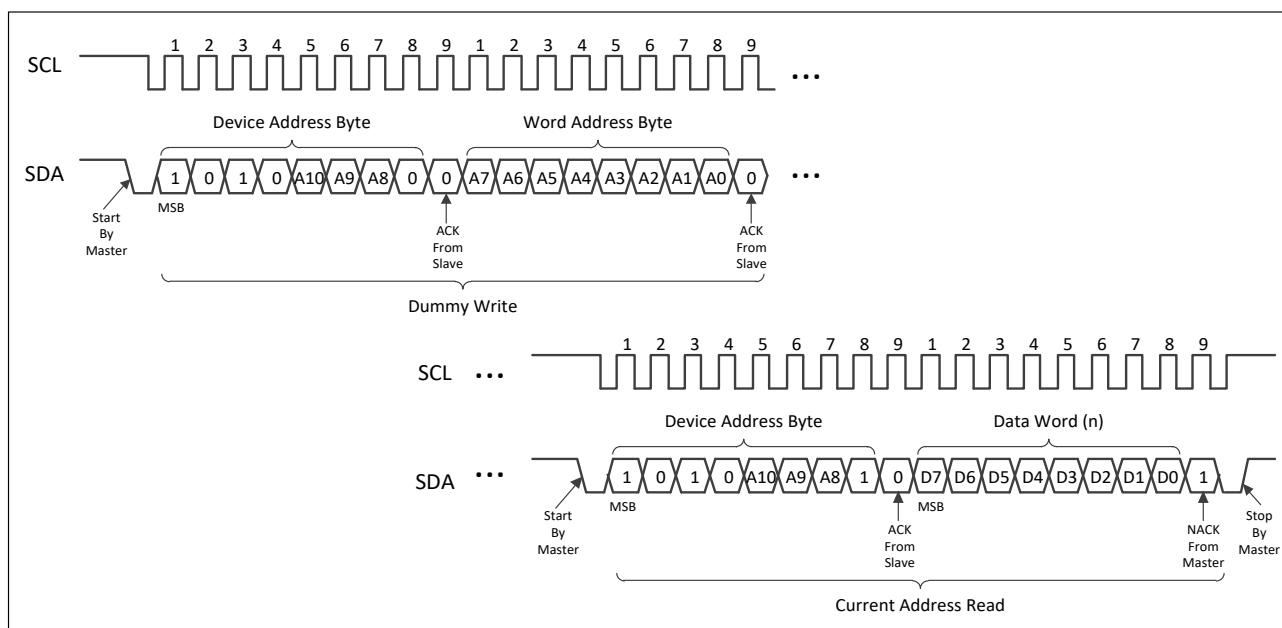 1 2 3 4 5 6 7 8 9 1 2 3 4 5 6 7 8 9
SCL ...
Device Address Byte Word Address Byte
SDA 1 0 1 0 A10 A9 A8 0 0 A7 A6 A5 A4 A3 A2 A1 A0 0 ...
MSB
Start By Master
ACK From Slave
ACK From Slave
Dummy Write
1 2 3 4 5 6 7 8 9 1 2 3 4 5 6 7 8 9
SCL ...
Device Address Byte Data Word (n)
SDA ... 1 0 1 0 A10 A9 A8 1 0 D7 D6 D5 D4 D3 D2 D1 D0 1
MSB MSB
Start By Master
ACK From Slave
NACK From Master
Stop By Master
Current Address Read